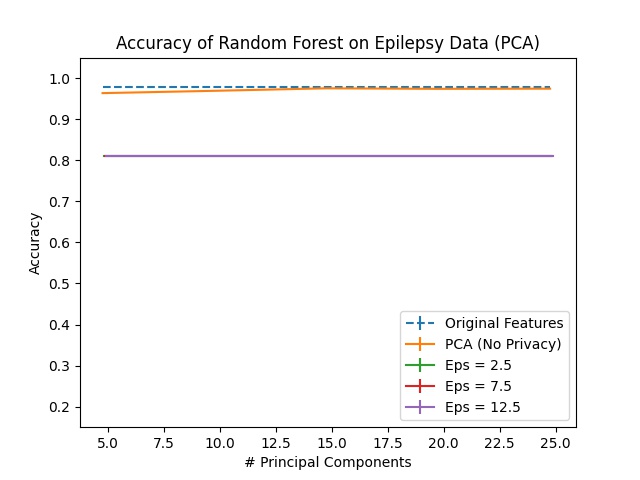 Accuracy of Random Forest on Epilepsy Data (PCA)
1.0
0.9
0.8
0.7
0.6
0.5
0.4
0.3
0.2
Accuracy
Original Features
PCA (No Privacy)
Eps = 2.5
Eps = 7.5
Eps = 12.5
5.0 7.5 10.0 12.5 15.0 17.5 20.0 22.5 25.0
# Principal Components